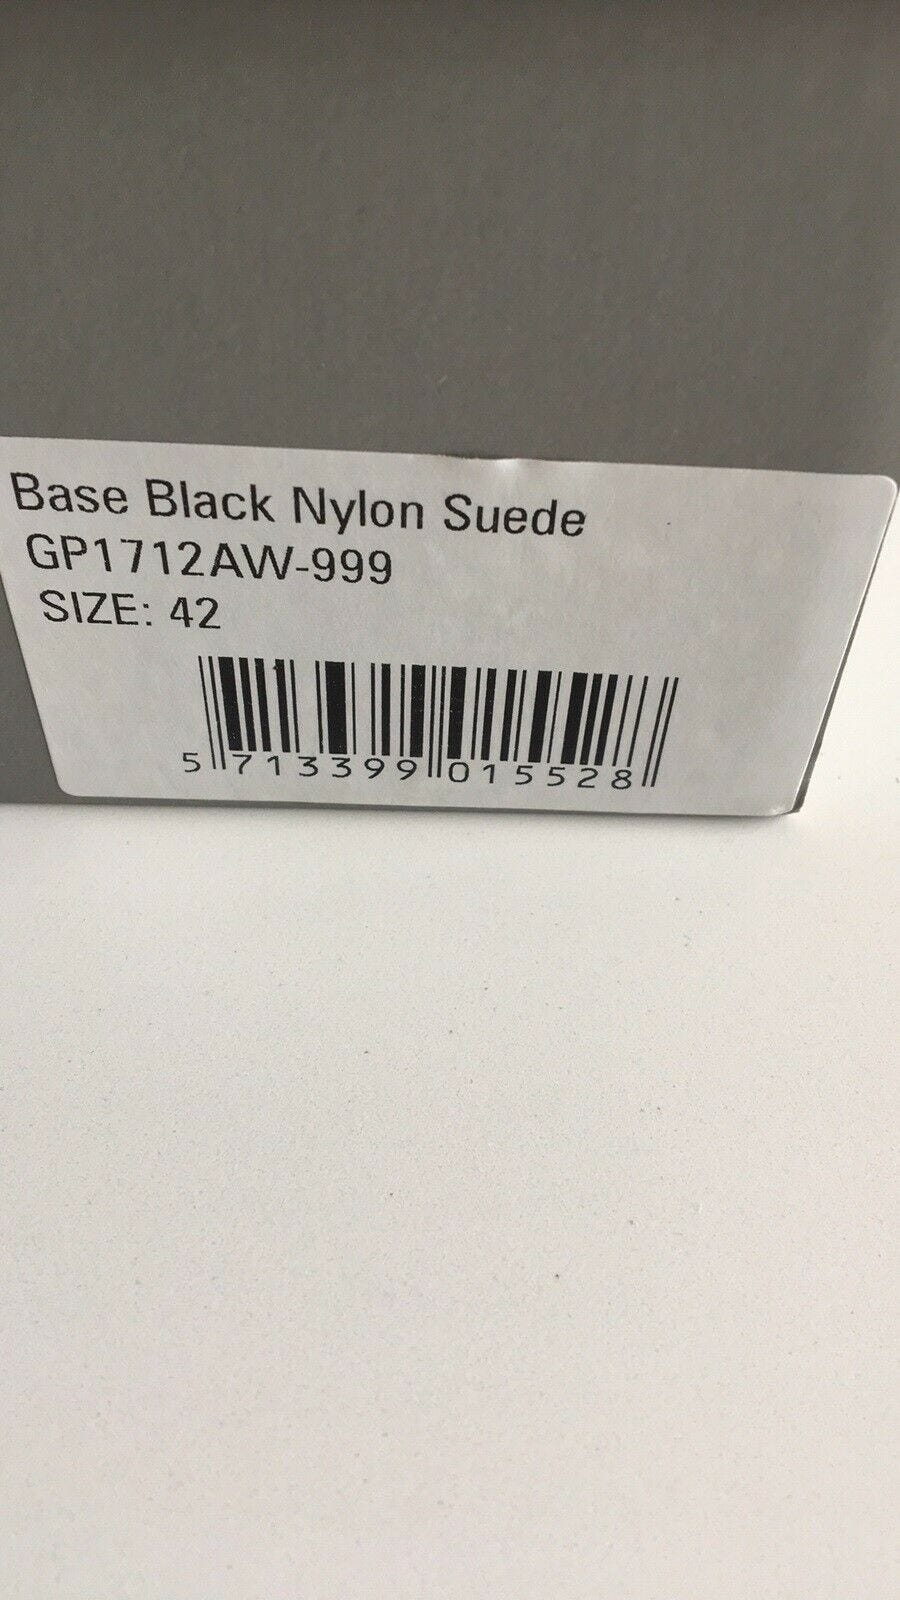 Base Black Nylon Suede
GP1712AW-999
SIZE: 42
5 713399 015528